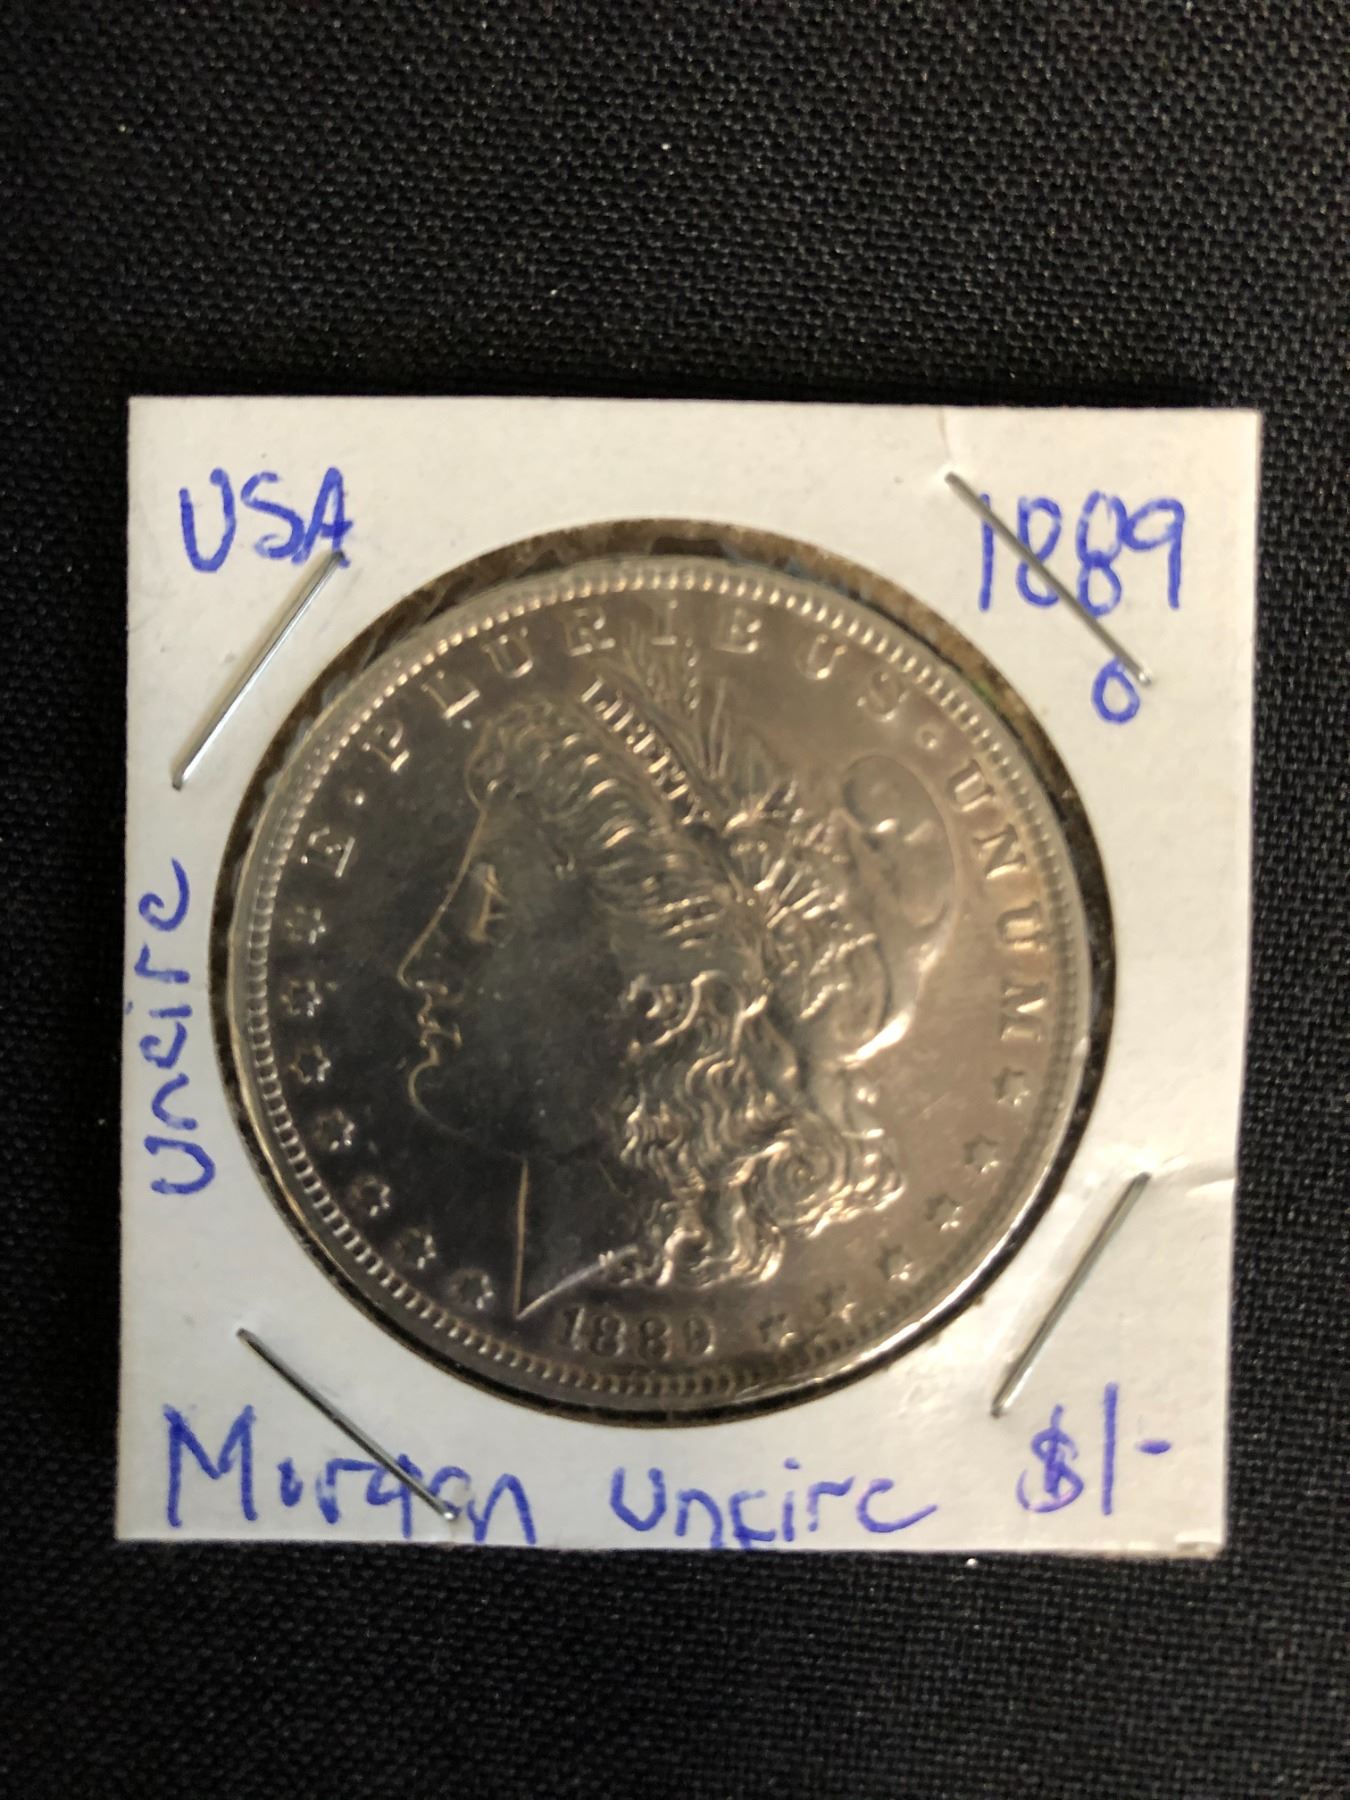 USA
1889
O
Uncirc
E · PLURIBUS · UNUM
LIBERTY
1889
Morgan Uncirc $1-